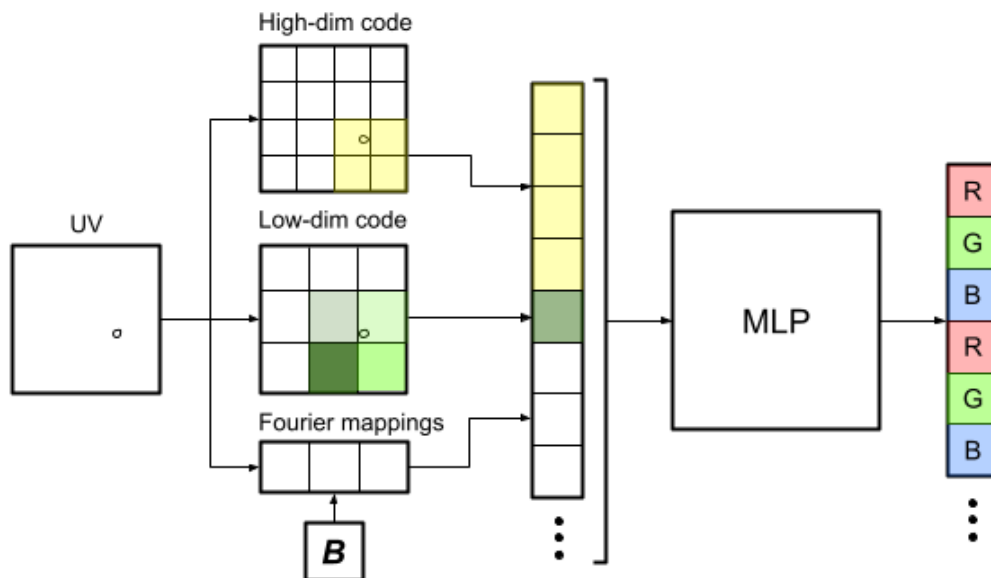 High-dim code
UV
Low-dim code
Fourier mappings
B
MLP
R
G
B
R
G
B